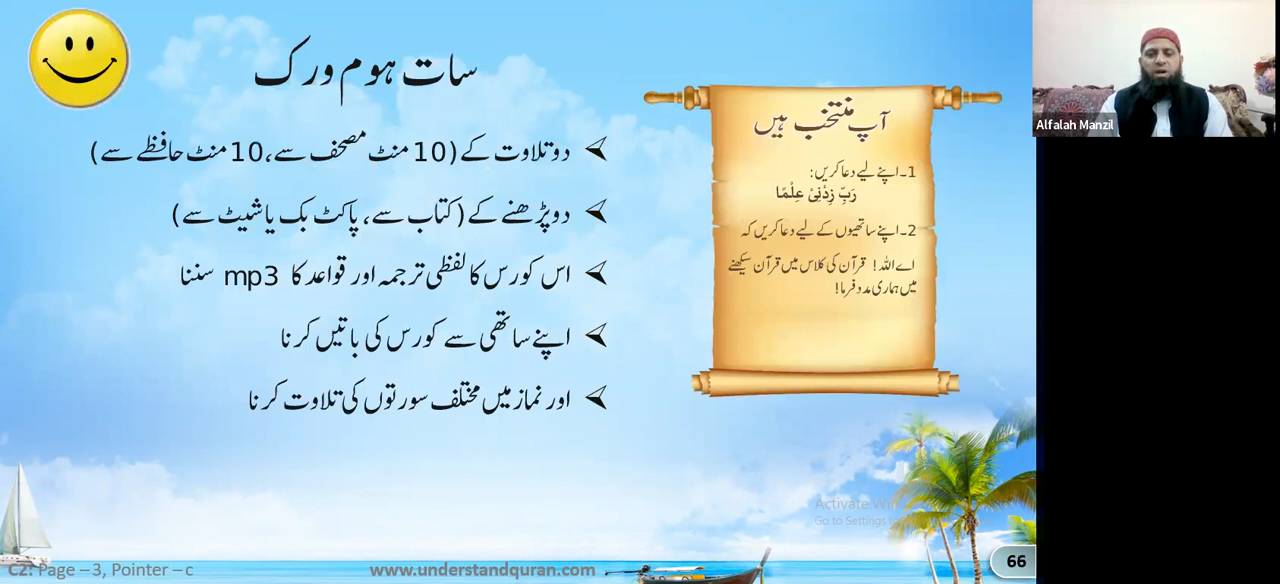 سات ہوم ورک
دو تلاوت کے (10 منٹ مصحف سے، 10 منٹ حافظے سے)
دو پڑھنے کے (کتاب سے، پاکٹ بک یا شیٹ سے)
اس کورس کا لفظی ترجمہ اور قواعد کا mp3 سننا
اپنے ساتھی سے کورس کی باتیں کرنا
اور نماز میں مختلف سورتوں کی تلاوت کرنا
آپ منتخب ہیں
1۔اپنے لیے دعا کریں:
رَبِّ زِدْنِیْ عِلْمًا
2۔اپنے ساتھیوں کے لیے دعا کریں کہ
اے اللہ! قرآن کی کلاس میں قرآن سیکھنے
میں ہماری مدد فرما!
Alfalah Manzil
Activate
Go to Settings
66
C2: Page – 3, Pointer – c
www.understandquran.com